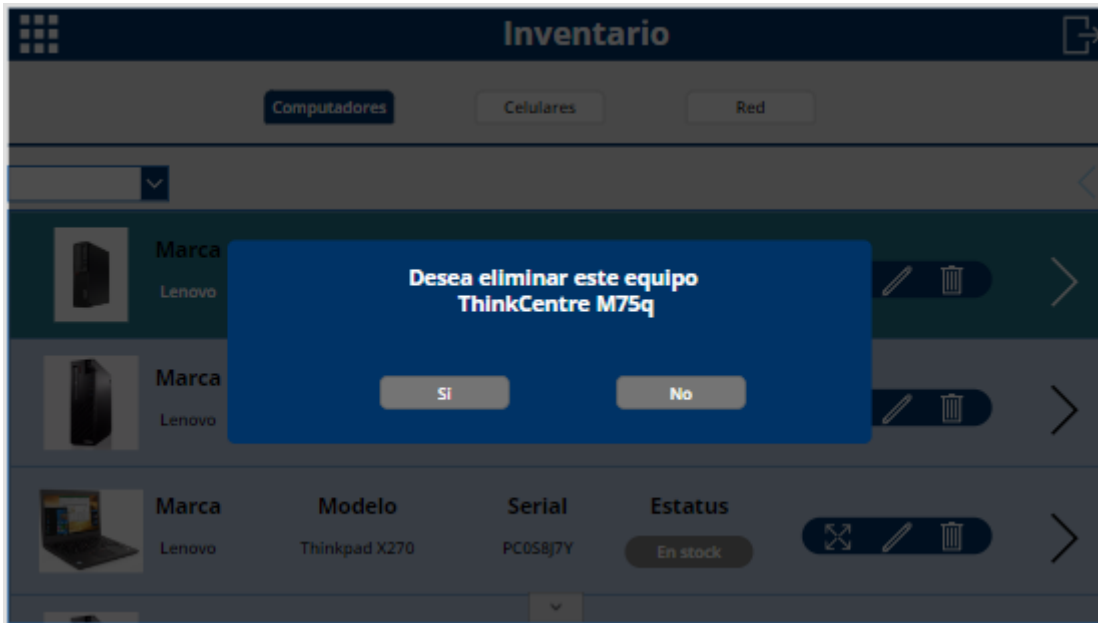 Inventario
Computadores Celulares Red
Marca
Lenovo
Desea eliminar este equipo
ThinkCentre M75q
Sí No
Marca
Lenovo
Marca Modelo Serial Estatus
Lenovo Thinkpad X270 PC0S8J7Y En stock